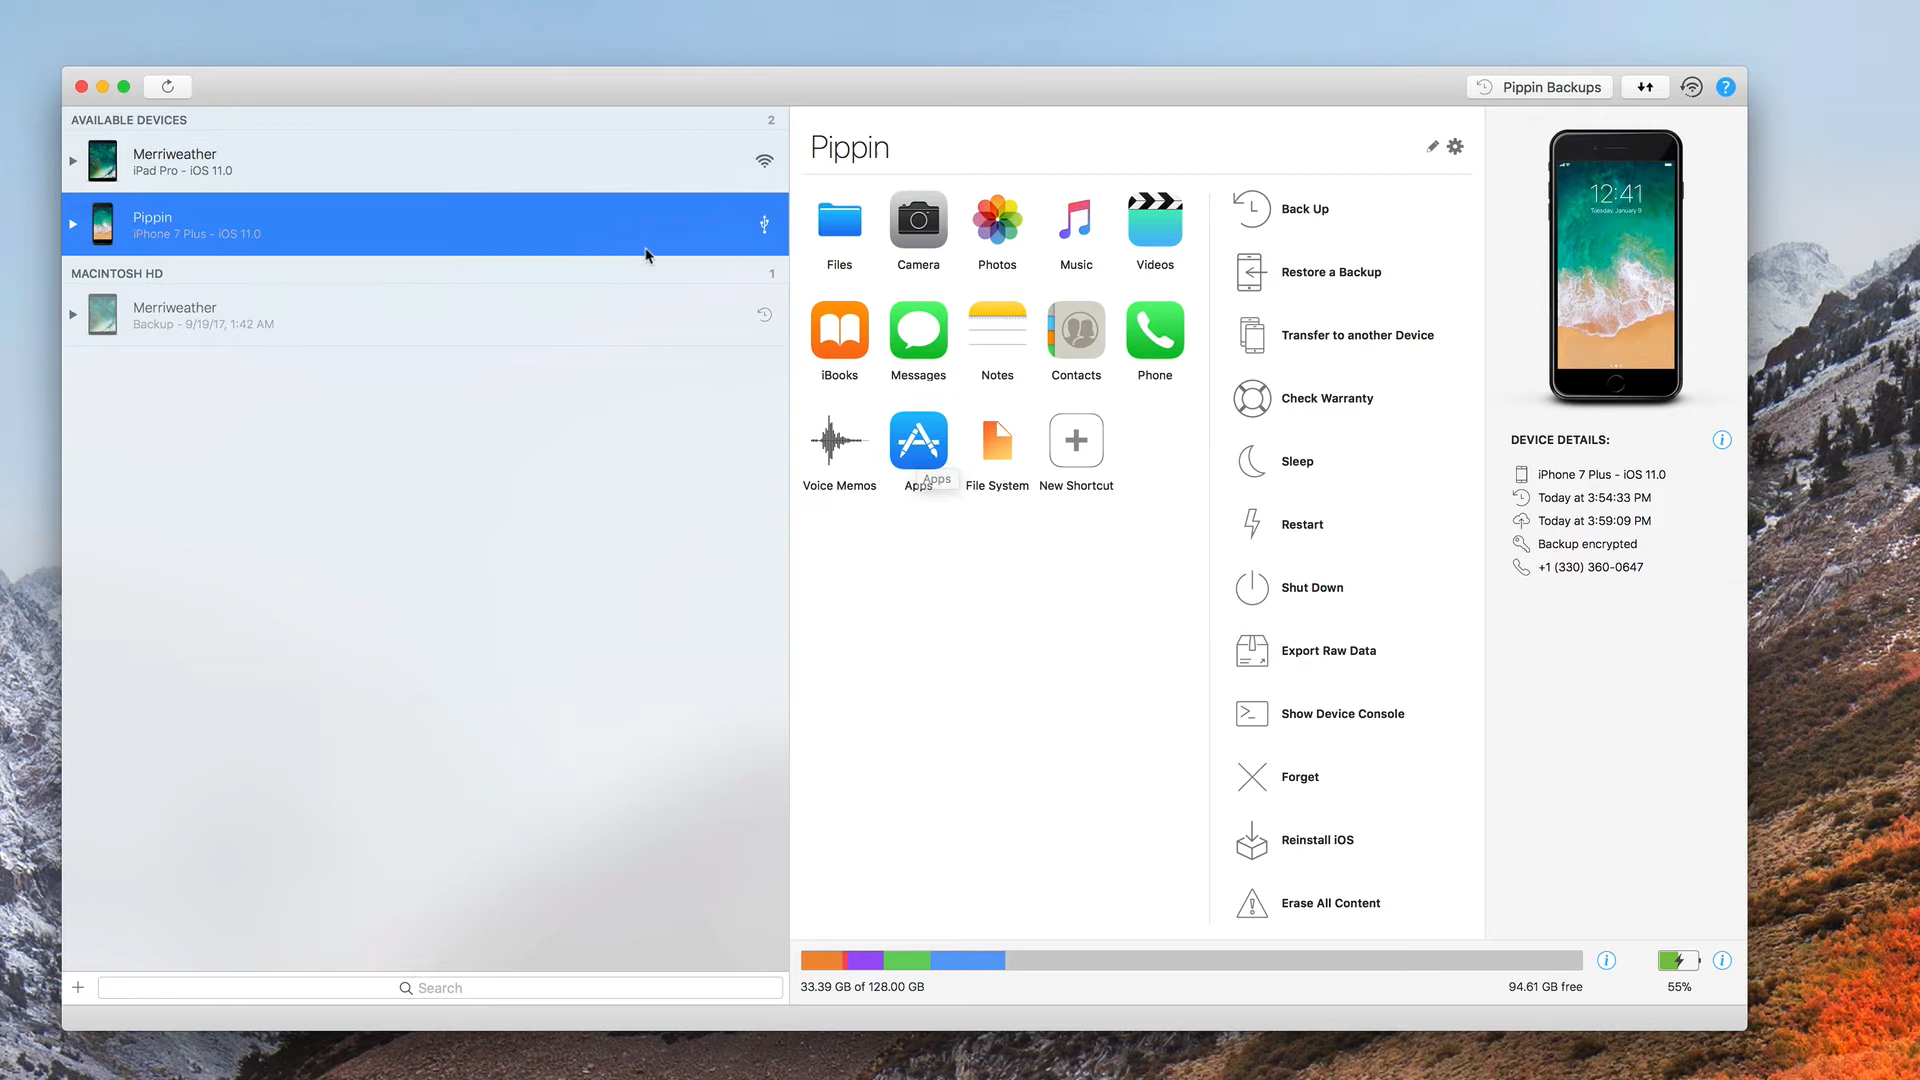 Pippin Backups
?
AVAILABLE DEVICES 2
Merriweather
iPad Pro - iOS 11.0
Pippin
iPhone 7 Plus - iOS 11.0
MACINTOSH HD 1
Merriweather
Backup - 9/19/17, 1:42 AM
Search
Pippin
Files Camera Photos Music Videos
iBooks Messages Notes Contacts Phone
Voice Memos Apps File System New Shortcut
Apps
Back Up
Restore a Backup
Transfer to another Device
Check Warranty
Sleep
Restart
Shut Down
Export Raw Data
Show Device Console
Forget
Reinstall iOS
Erase All Content
12:41
Tuesday, January 9
DEVICE DETAILS:
iPhone 7 Plus - iOS 11.0
Today at 3:54:33 PM
Today at 3:59:09 PM
Backup encrypted
+1 (330) 360-0647
33.39 GB of 128.00 GB
94.61 GB free
55%